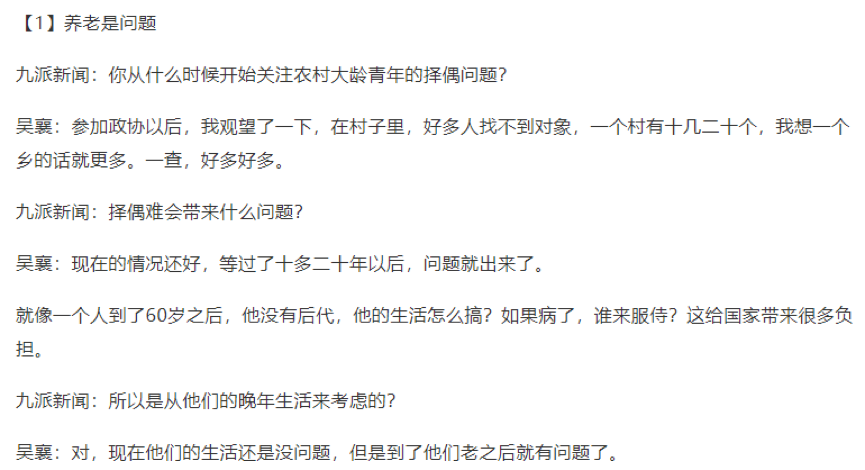 【1】养老是问题
九派新闻：你从什么时候开始关注农村大龄青年的择偶问题？
吴襄：参加政协以后，我观望了一下，在村子里，好多人找不到对象，一个村有十几二十个，我想一个
乡的话就更多。一查，好多好多。
九派新闻：择偶难会带来什么问题？
吴襄：现在的情况还好，等过了十多二十年以后，问题就出来了。
就像一个人到了60岁之后，他没有后代，他的生活怎么搞？如果病了，谁来服侍？这给国家带来很多负
担。
九派新闻：所以是从他们的晚年生活来考虑的？
吴襄：对，现在他们的生活还是没问题，但是到了他们老之后就有问题了。